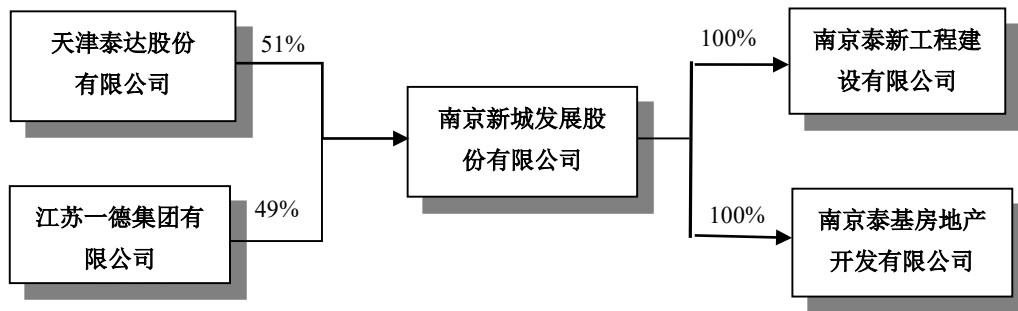 天津泰达股份
有限公司
51%
江苏一德集团有
限公司
49%
南京新城发展股
份有限公司
100%
南京泰新工程建
设有限公司
100%
南京泰基房地产
开发有限公司